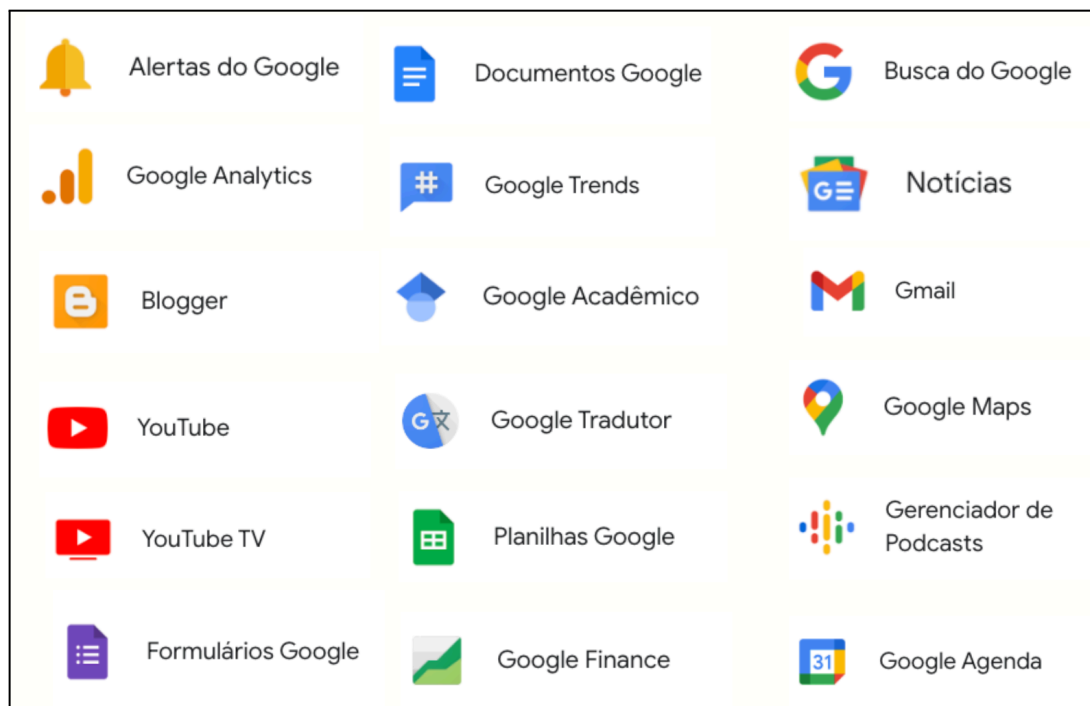 Alertas do Google
Documentos Google
Busca do Google
Google Analytics
Google Trends
Notícias
Blogger
Google Acadêmico
Gmail
YouTube
Google Tradutor
Google Maps
YouTube TV
Planilhas Google
Gerenciador de
Podcasts
Formulários Google
Google Finance
31
Google Agenda